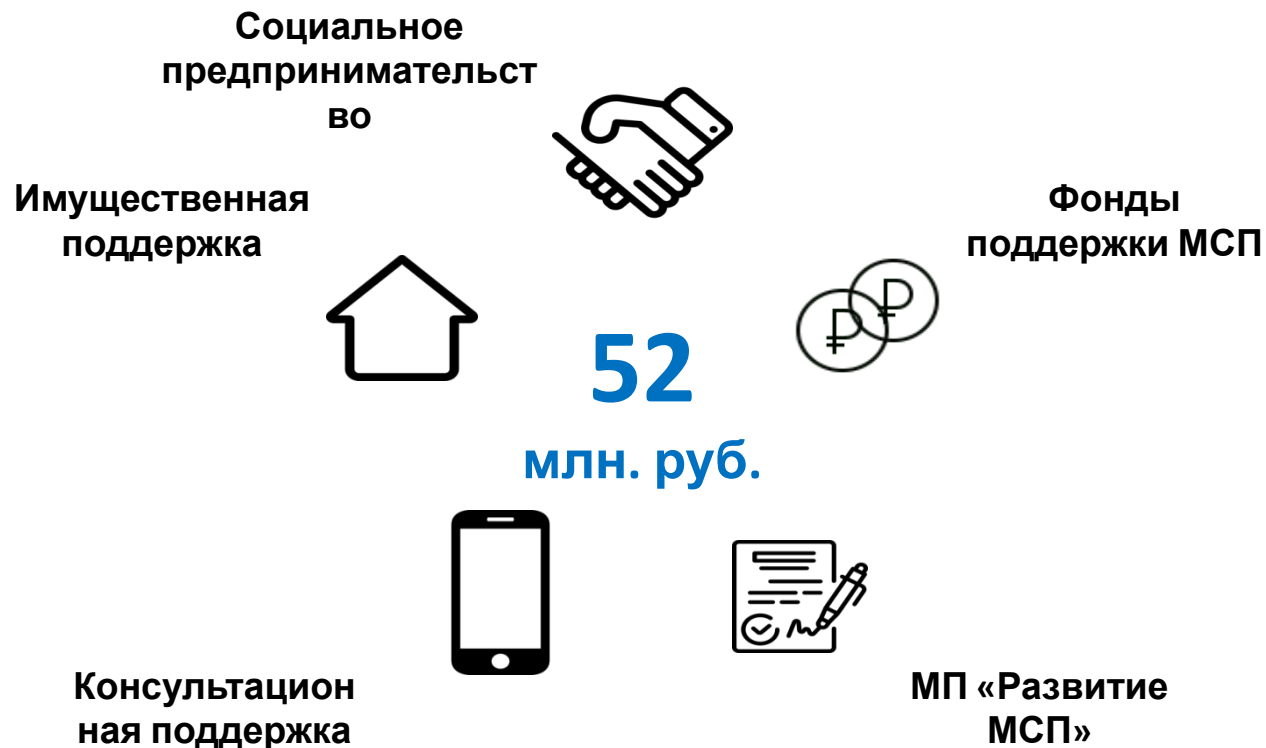 Социальное
предпринимательст
во
Имущественная
поддержка
Фонды
поддержки МСП
52
млн. руб.
Консультацион
ная поддержка
МП «Развитие
МСП»